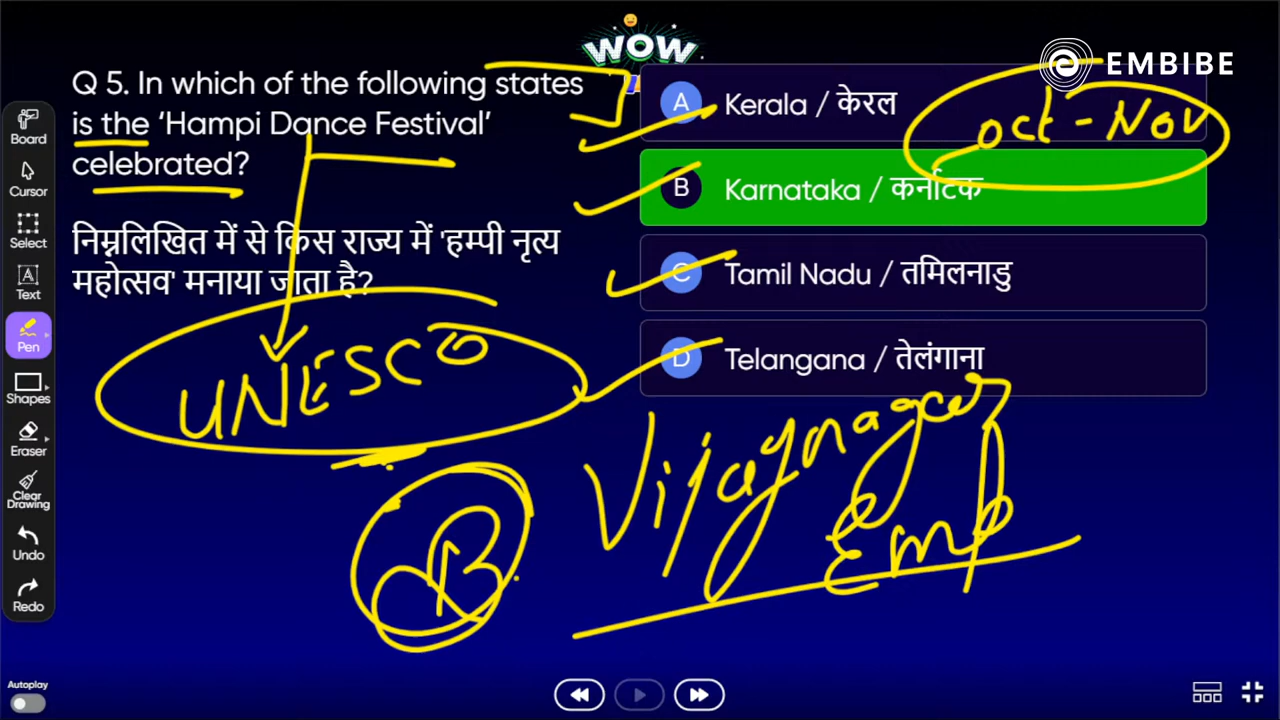 WOW
EMBIBE
Q 5. In which of the following states
is the ‘Hampi Dance Festival’
celebrated?
निम्नलिखित में से किस राज्य में 'हम्पी नृत्य
महोत्सव' मनाया जाता है?
A Kerala / केरल
oct - Nov
B Karnataka / कर्नाटक
C Tamil Nadu / तमिलनाडु
D Telangana / तेलंगाना
UNESCO
Vijaynagar
Emp
B
Board
Cursor
Select
Text
Pen
Shapes
Eraser
Clear
Drawing
Undo
Redo
Autoplay